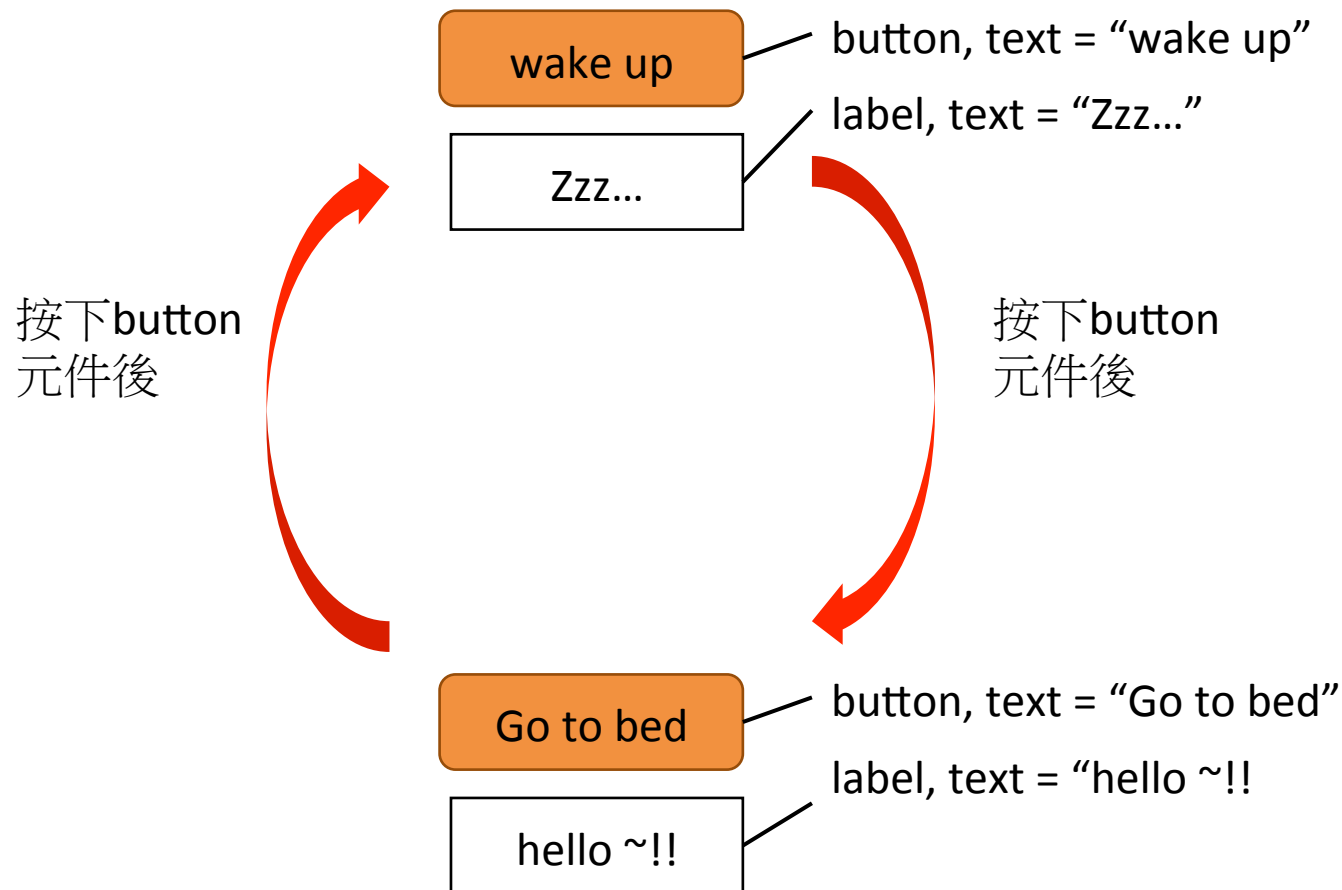 wake up
button, text = “wake up”
label, text = “Zzz…”
Zzz…
按下button
元件後
按下button
元件後
Go to bed
button, text = “Go to bed”
label, text = “hello ~!!
hello ~!!